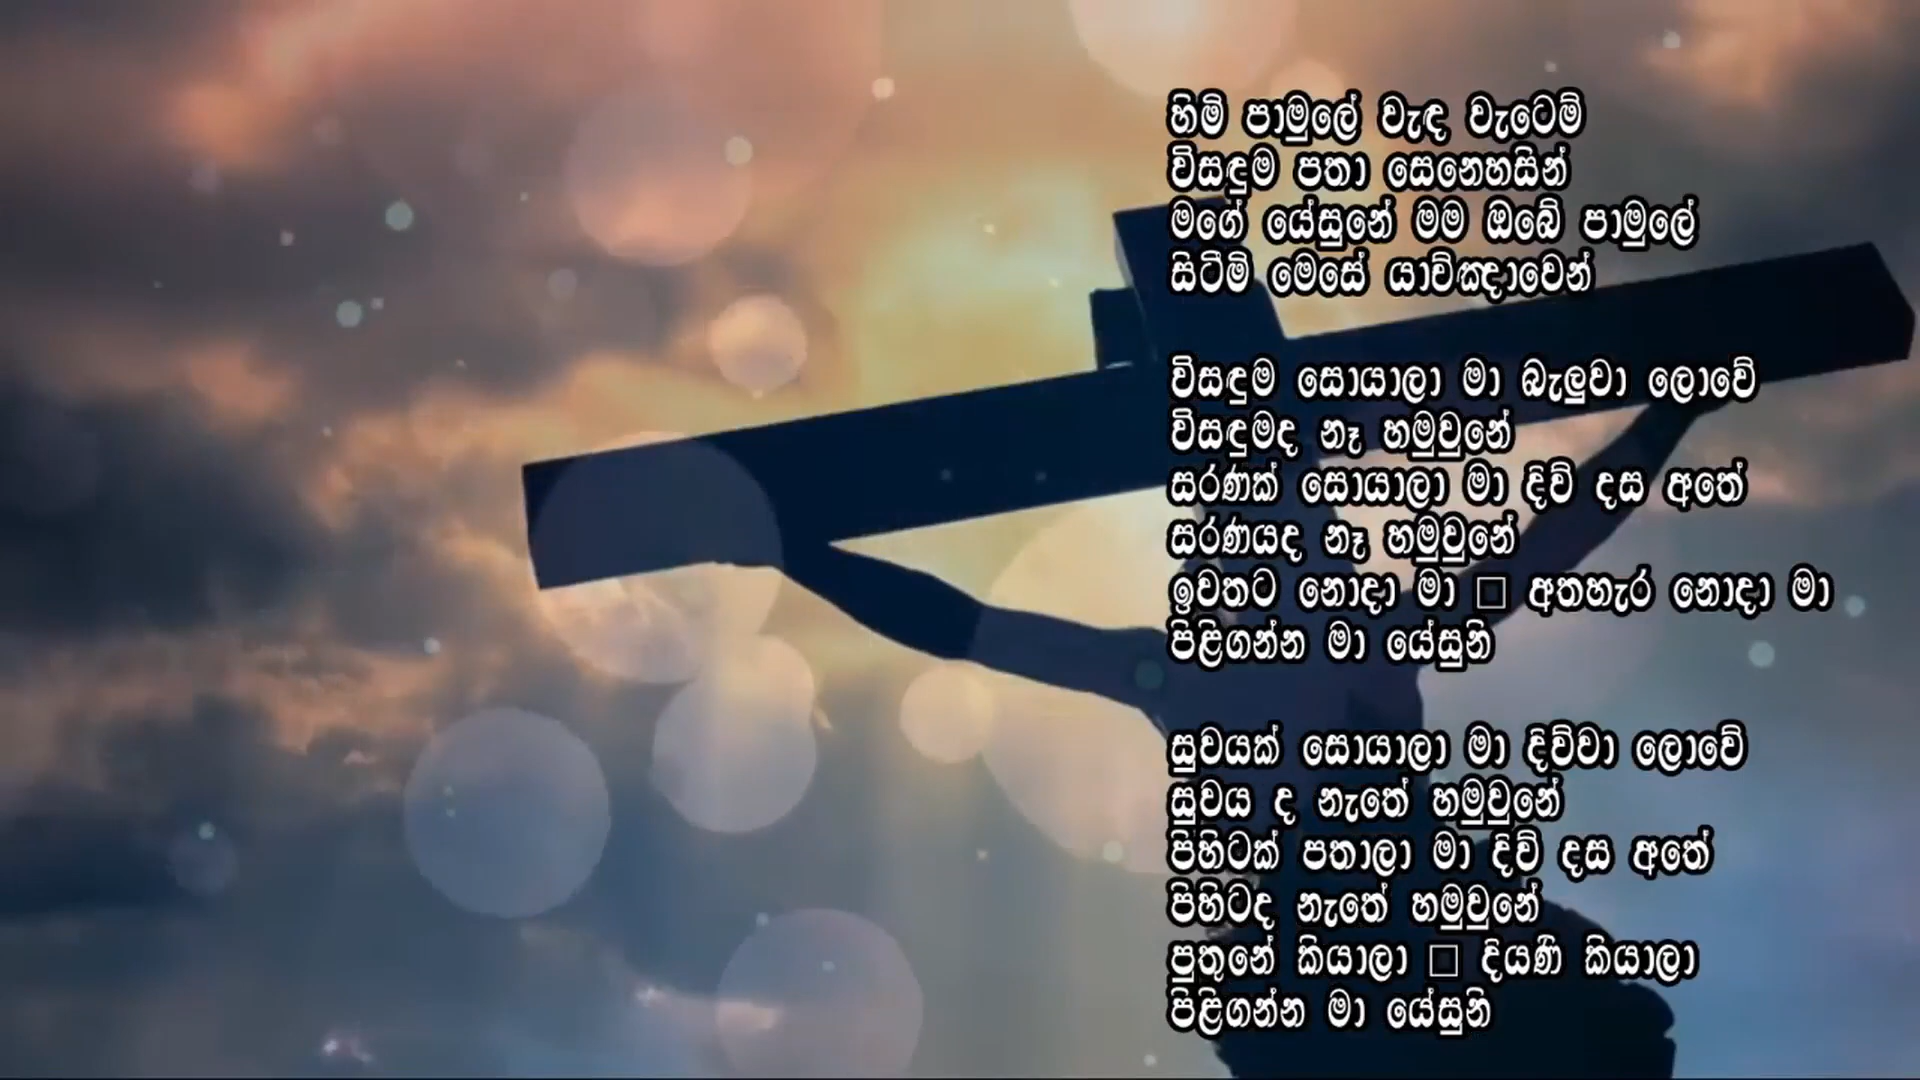 හිමි පාමුලේ වැඳ වැටෙම්
විසඳුම පතා සෙනෙහසින්
මගේ යේසුනේ මම ඔබේ පාමුලේ
සිටිමි මෙසේ යාච්ඤාවෙන්
විසඳුම සොයාලා මා බැලුවා ලොවේ
විසඳුමද නෑ හමුවුනේ
සරණක් සොයාලා මා දිව් දස අතේ
සරණයද නෑ හමුවුනේ
ඉවතට නොදා මා □ අතහැර නොදා මා
පිළිගන්න මා යේසුනි
සුවයක් සොයාලා මා දිව්වා ලොවේ
සුවය ද නැතේ හමුවුනේ
පිහිටක් පතාලා මා දිව් දස අතේ
පිහිටද නැතේ හමුවුනේ
පුතුනේ කියාලා □ දියණී කියාලා
පිළිගන්න මා යේසුනි